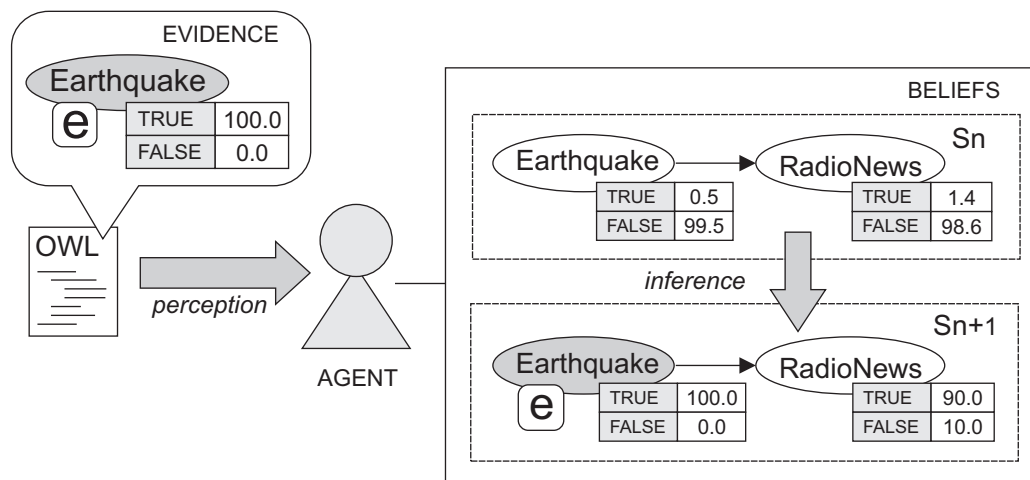 EVIDENCE
Earthquake
e
TRUE 100.0
FALSE 0.0
OWL
perception
AGENT
BELIEFS
Sn
Earthquake
TRUE 0.5
FALSE 99.5
RadioNews
TRUE 1.4
FALSE 98.6
inference
Sn+1
Earthquake
e
TRUE 100.0
FALSE 0.0
RadioNews
TRUE 90.0
FALSE 10.0